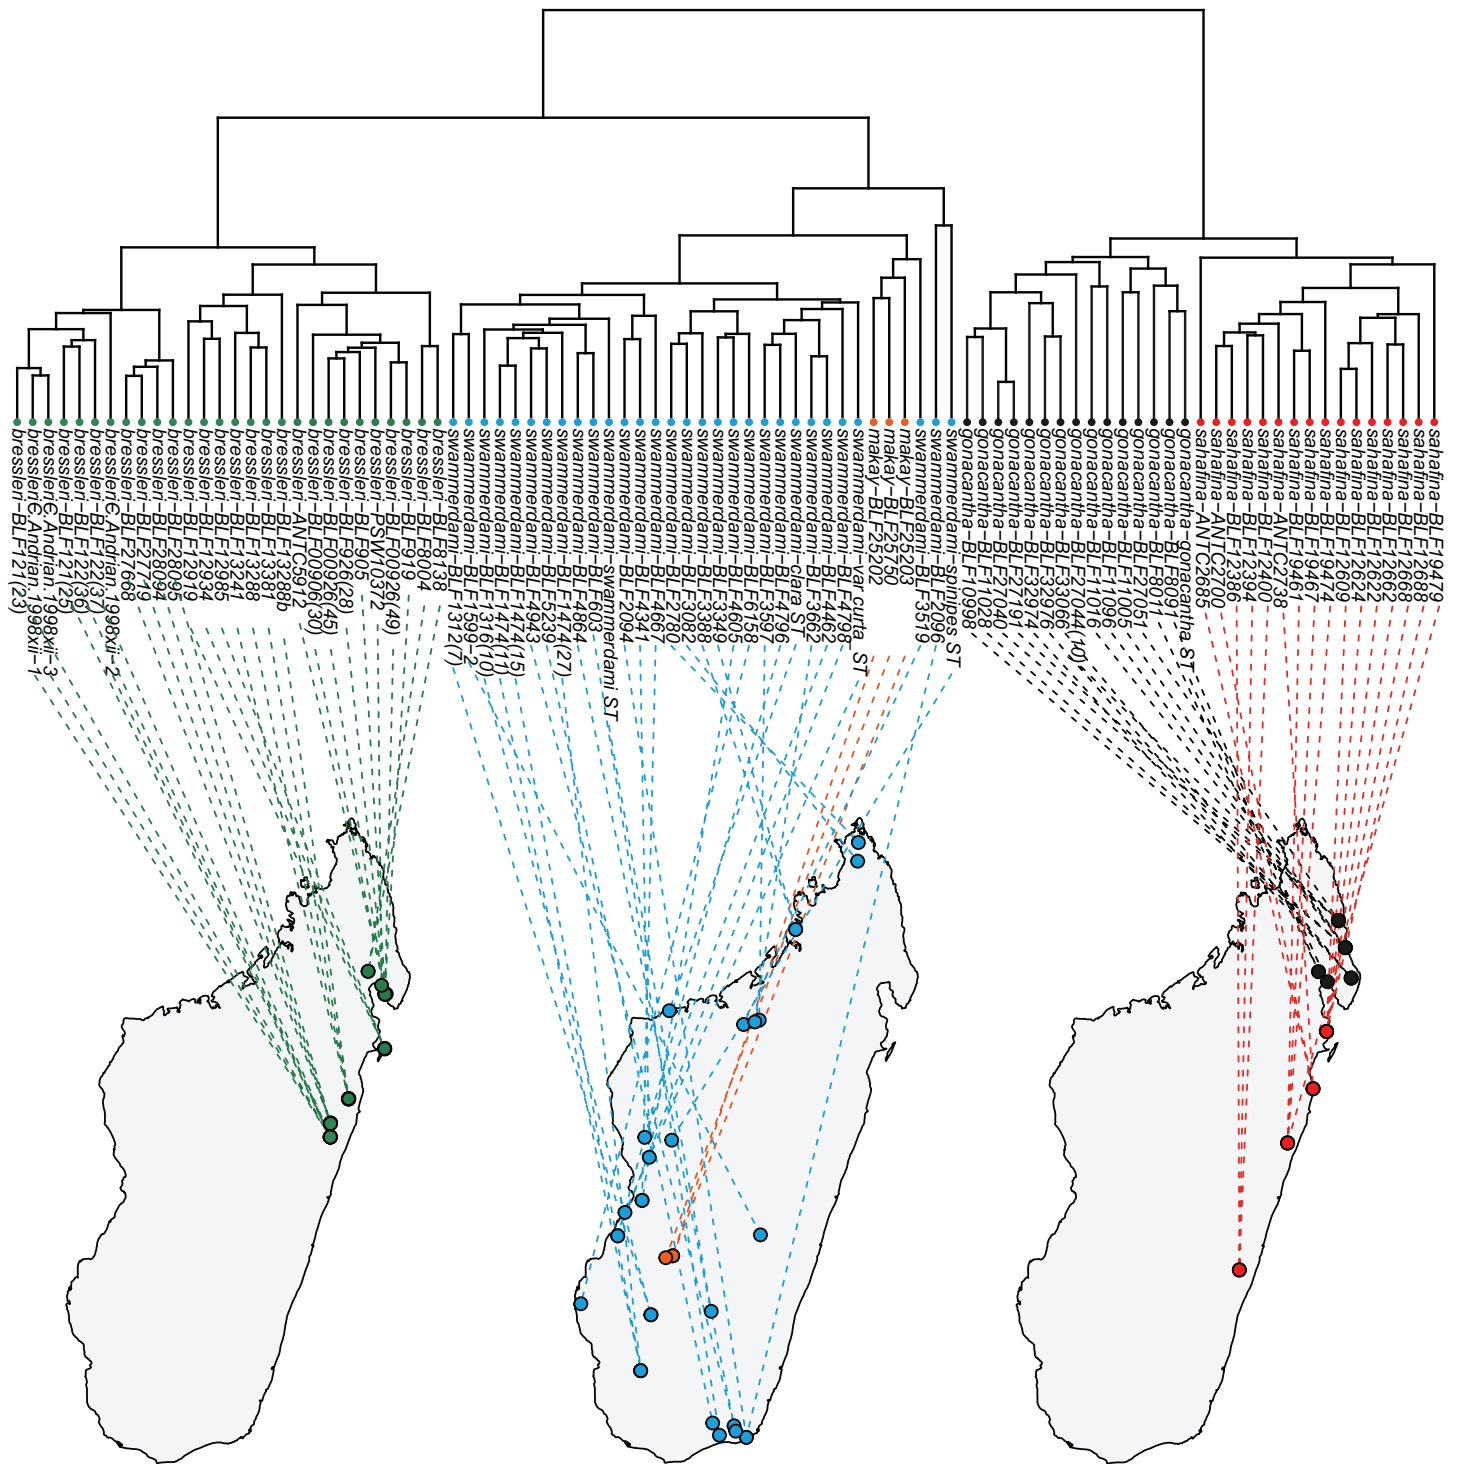 bressleri−BLF121(23)
bressleriC.Andrian.1998xii−1
bressleriC.Andrian.1998xii−3
bressleri−BLF121(25)
bressleri−BLF122(36)
bressleri−BLF122(37)
bressleriC.Andrian.1998xii−2
bressleri−BLF27668
bressleri−BLF27719
bressleri−BLF28094
bressleri−BLF28095
bressleri−BLF12919
bressleri−BLF12934
bressleri−BLF12985
bressleri−BLF13241
bressleri−BLF13288
bressleri−BLF13381
bressleri−BLF13288b
bressleri−ANTC5912
bressleri−BLF00906(30)
bressleri−BLF00926(45)
bressleri−BLF926(28)
bressleri−BLF905
bressleri−PSW10372
bressleri−BLF00926(49)
bressleri−BLF919
bressleri−BLF8004
bressleri−BLF8138
swammerdami−BLF1312(7)
swammerdami−BLF1599−2
swammerdami−BLF1316(10)
swammerdami−BLF1474(11)
swammerdami−BLF1474(15)
swammerdami−BLF4943
swammerdami−BLF5239
swammerdami−BLF1474(27)
swammerdami−BLF4864
swammerdami−BLF603
swammerdami−swammerdami ST
swammerdami−BLF2094
swammerdami−BLF4341
swammerdami−BLF4667
swammerdami−BLF2780
swammerdami−BLF3082
swammerdami−BLF3388
swammerdami−BLF3349
swammerdami−BLF4605
swammerdami−BLF6158
swammerdami−BLF3597
swammerdami−BLF4796
swammerdami−clara ST
swammerdami−BLF3662
swammerdami−BLF4462
swammerdami−BLF4798
swammerdami−var curta_ST
makay−BLF25202
makay−BLF25750
makay−BLF25203
swammerdami−BLF3519
swammerdami−BLF2096
swammerdami−spinipes ST
gonacantha−BLF10998
gonacantha−BLF11028
gonacantha−BLF27040
gonacantha−BLF27191
gonacantha−BLF32974
gonacantha−BLF32976
gonacantha−BLF33066
gonacantha−BLF27044(10)
gonacantha−BLF11016
gonacantha−BLF11096
gonacantha−BLF11005
gonacantha−BLF27051
gonacantha−BLF8011
gonacantha−BLF8091
gonacantha−gonacantha ST
sahafina−ANTC2685
sahafina−ANTC2700
sahafina−BLF12386
sahafina−BLF12394
sahafina−BLF12400
sahafina−ANTC2738
sahafina−BLF19461
sahafina−BLF19467
sahafina−BLF19474
sahafina−BLF12609
sahafina−BLF12624
sahafina−BLF12652
sahafina−BLF12662
sahafina−BLF12668
sahafina−BLF12688
sahafina−BLF19479